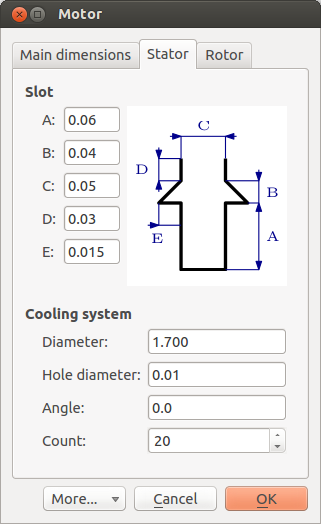 Motor
Main dimensions Stator Rotor
Slot
A: 0.06
B: 0.04
C: 0.05
D: 0.03
E: 0.015
C
D
B
E
A
Cooling system
Diameter: 1.700
Hole diameter: 0.01
Angle: 0.0
Count: 20
More... Cancel OK